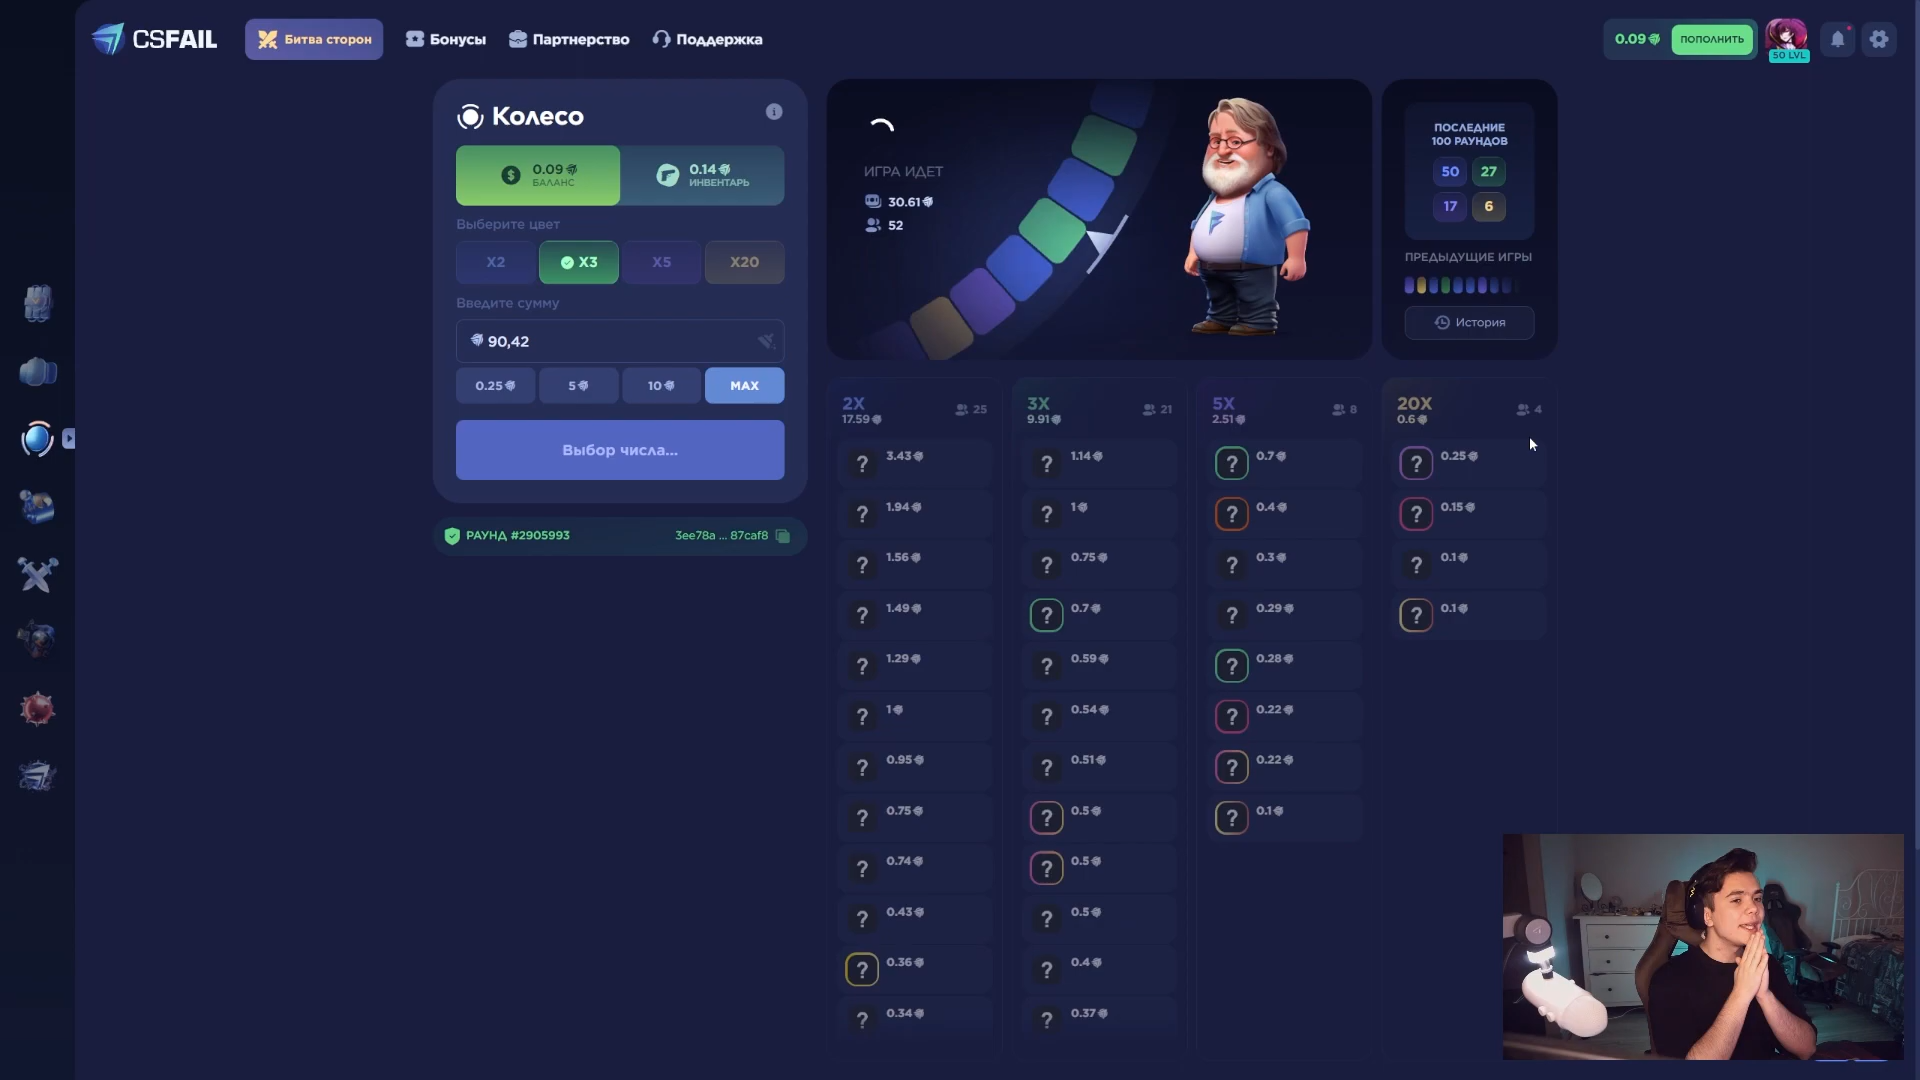 CSFAIL
Битва сторон
Бонусы
Партнерство
Поддержка
0.09
ПОПОЛНИТЬ
50 LVL
Колесо
0.09
БАЛАНС
0.14
ИНВЕНТАРЬ
Выберите цвет
X2
X3
X5
X20
Введите сумму
90,42
0.25
5
10
MAX
Выбор числа...
РАУНД #2905993
3ee78a ... 87caf8
ИГРА ИДЕТ
30.61
52
ПОСЛЕДНИЕ
100 РАУНДОВ
50
27
17
6
ПРЕДЫДУЩИЕ ИГРЫ
История
2X
17.59
25
? 3.43
? 1.94
? 1.56
? 1.49
? 1.29
? 1
? 0.95
? 0.75
? 0.74
? 0.43
? 0.36
? 0.34
3X
9.91
21
? 1.14
? 1
? 0.75
? 0.7
? 0.59
? 0.54
? 0.51
? 0.5
? 0.5
? 0.5
? 0.4
? 0.37
5X
2.51
8
? 0.7
? 0.4
? 0.3
? 0.29
? 0.28
? 0.22
? 0.22
? 0.1
20X
0.6
4
? 0.25
? 0.15
? 0.1
? 0.1